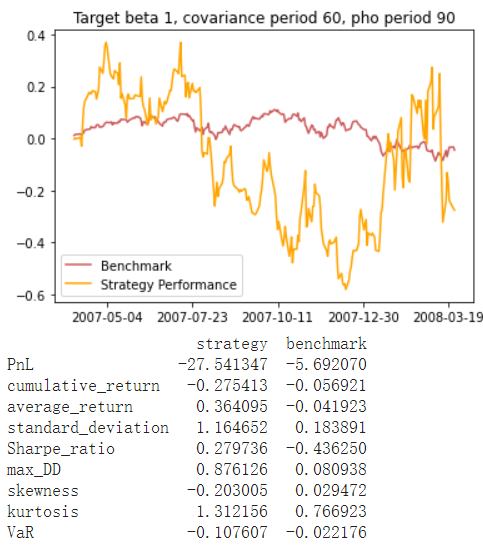 Target beta 1, covariance period 60, pho period 90
0.4
0.2
0.0
−0.2
−0.4
−0.6
Benchmark
Strategy Performance
2007-05-04 2007-07-23 2007-10-11 2007-12-30 2008-03-19
strategy benchmark
PnL -27.541347 -5.692070
cumulative_return -0.275413 -0.056921
average_return 0.364095 -0.041923
standard_deviation 1.164652 0.183891
Sharpe_ratio 0.279736 -0.436250
max_DD 0.876126 0.080938
skewness -0.203005 0.029472
kurtosis 1.312156 0.766923
VaR -0.107607 -0.022176